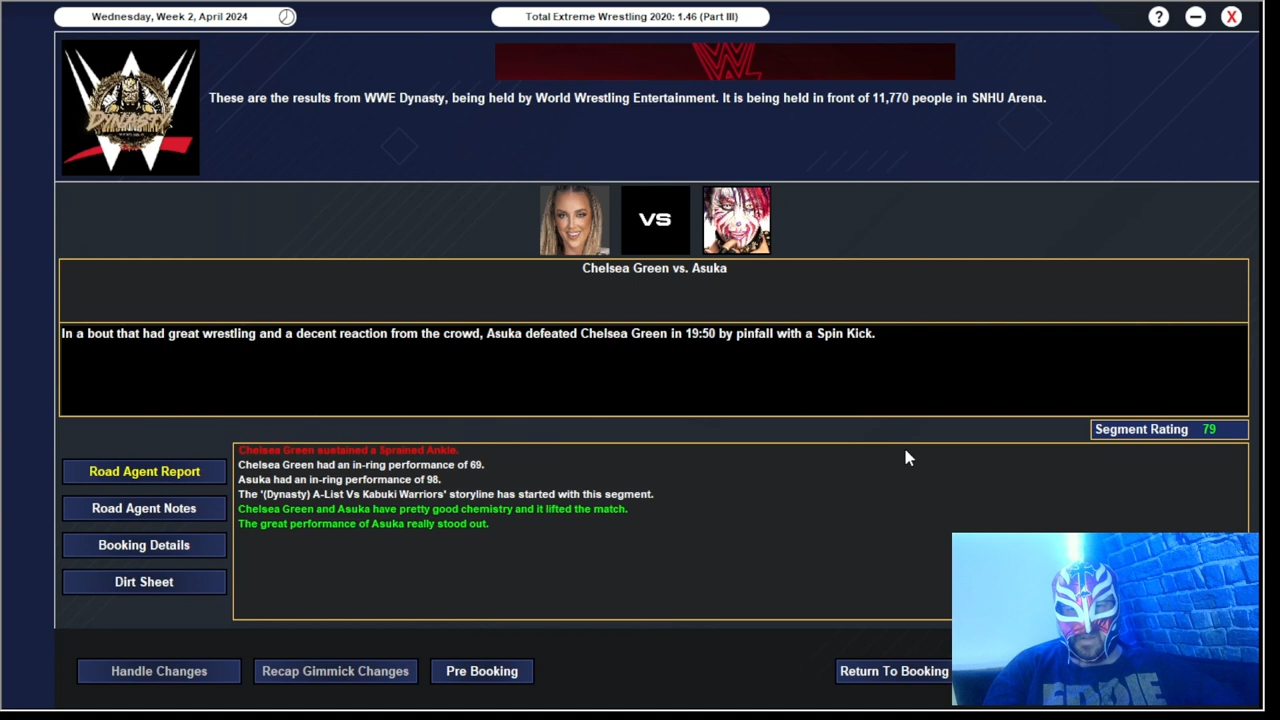 Wednesday, Week 2, April 2024
Total Extreme Wrestling 2020: 1.46 (Part III)
?
X
DYNASTY
These are the results from WWE Dynasty, being held by World Wrestling Entertainment. It is being held in front of 11,770 people in SNHU Arena.
VS
Chelsea Green vs. Asuka
In a bout that had great wrestling and a decent reaction from the crowd, Asuka defeated Chelsea Green in 19:50 by pinfall with a Spin Kick.
Segment Rating 79
Chelsea Green sustained a Sprained Ankle.
Road Agent Report
Chelsea Green had an in-ring performance of 69.
Asuka had an in-ring performance of 98.
The '(Dynasty) A-List Vs Kabuki Warriors' storyline has started with this segment.
Road Agent Notes
Chelsea Green and Asuka have pretty good chemistry and it lifted the match.
The great performance of Asuka really stood out.
Booking Details
Dirt Sheet
Handle Changes
Recap Gimmick Changes
Pre Booking
Return To Booking
EDDIE